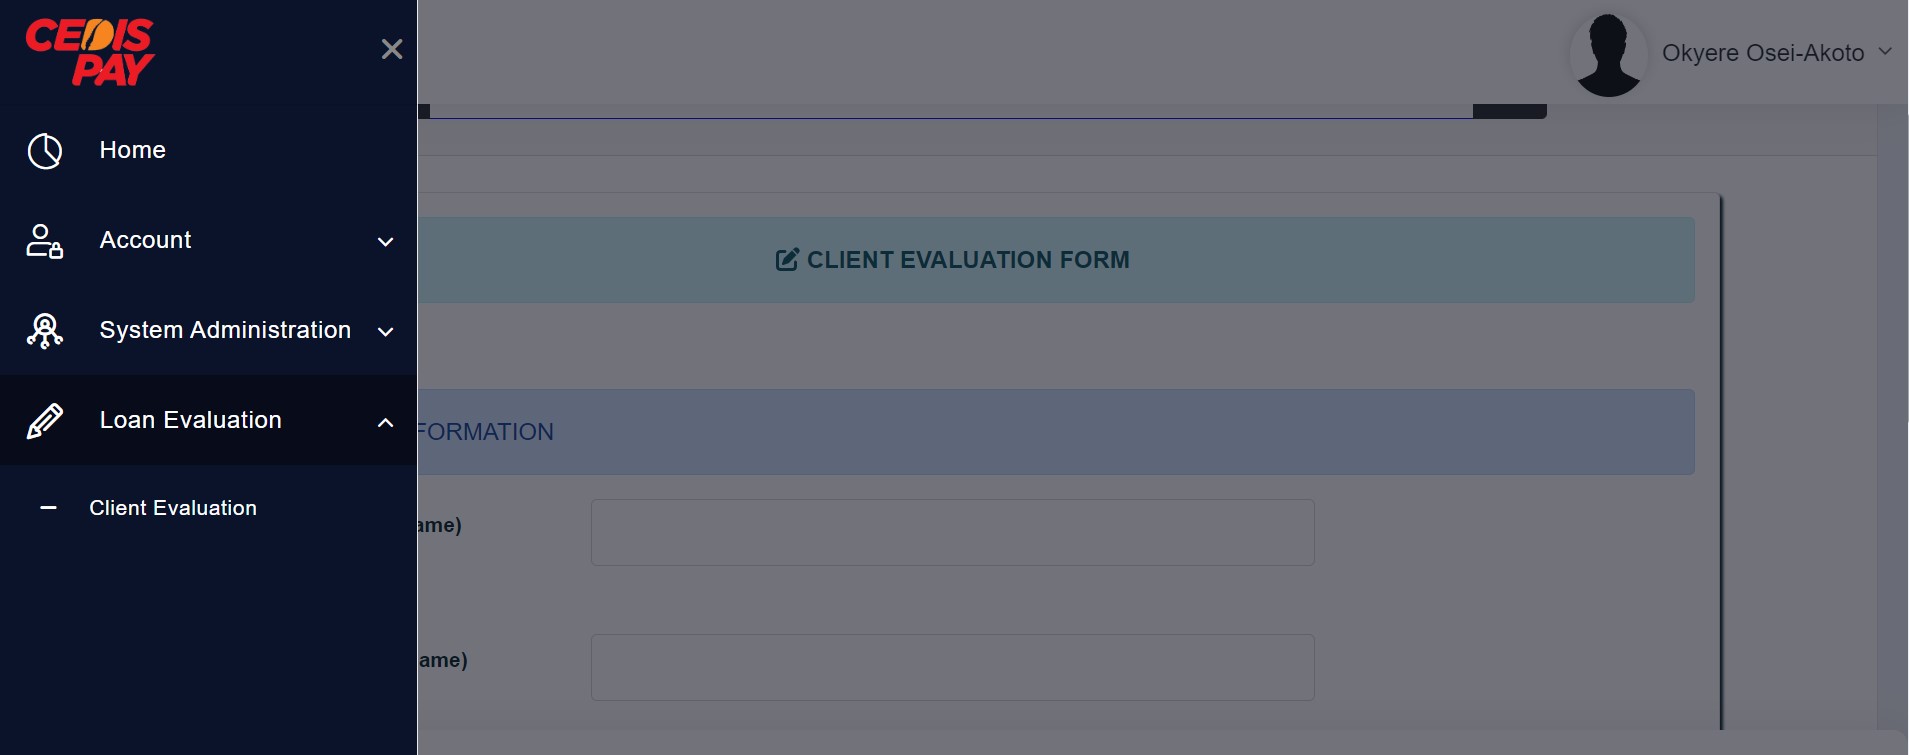 CEDIS
PAY
Okyere Osei-Akoto
Home
Account
System Administration
Loan Evaluation
Client Evaluation
CLIENT EVALUATION FORM
FORMATION
ame)
ame)